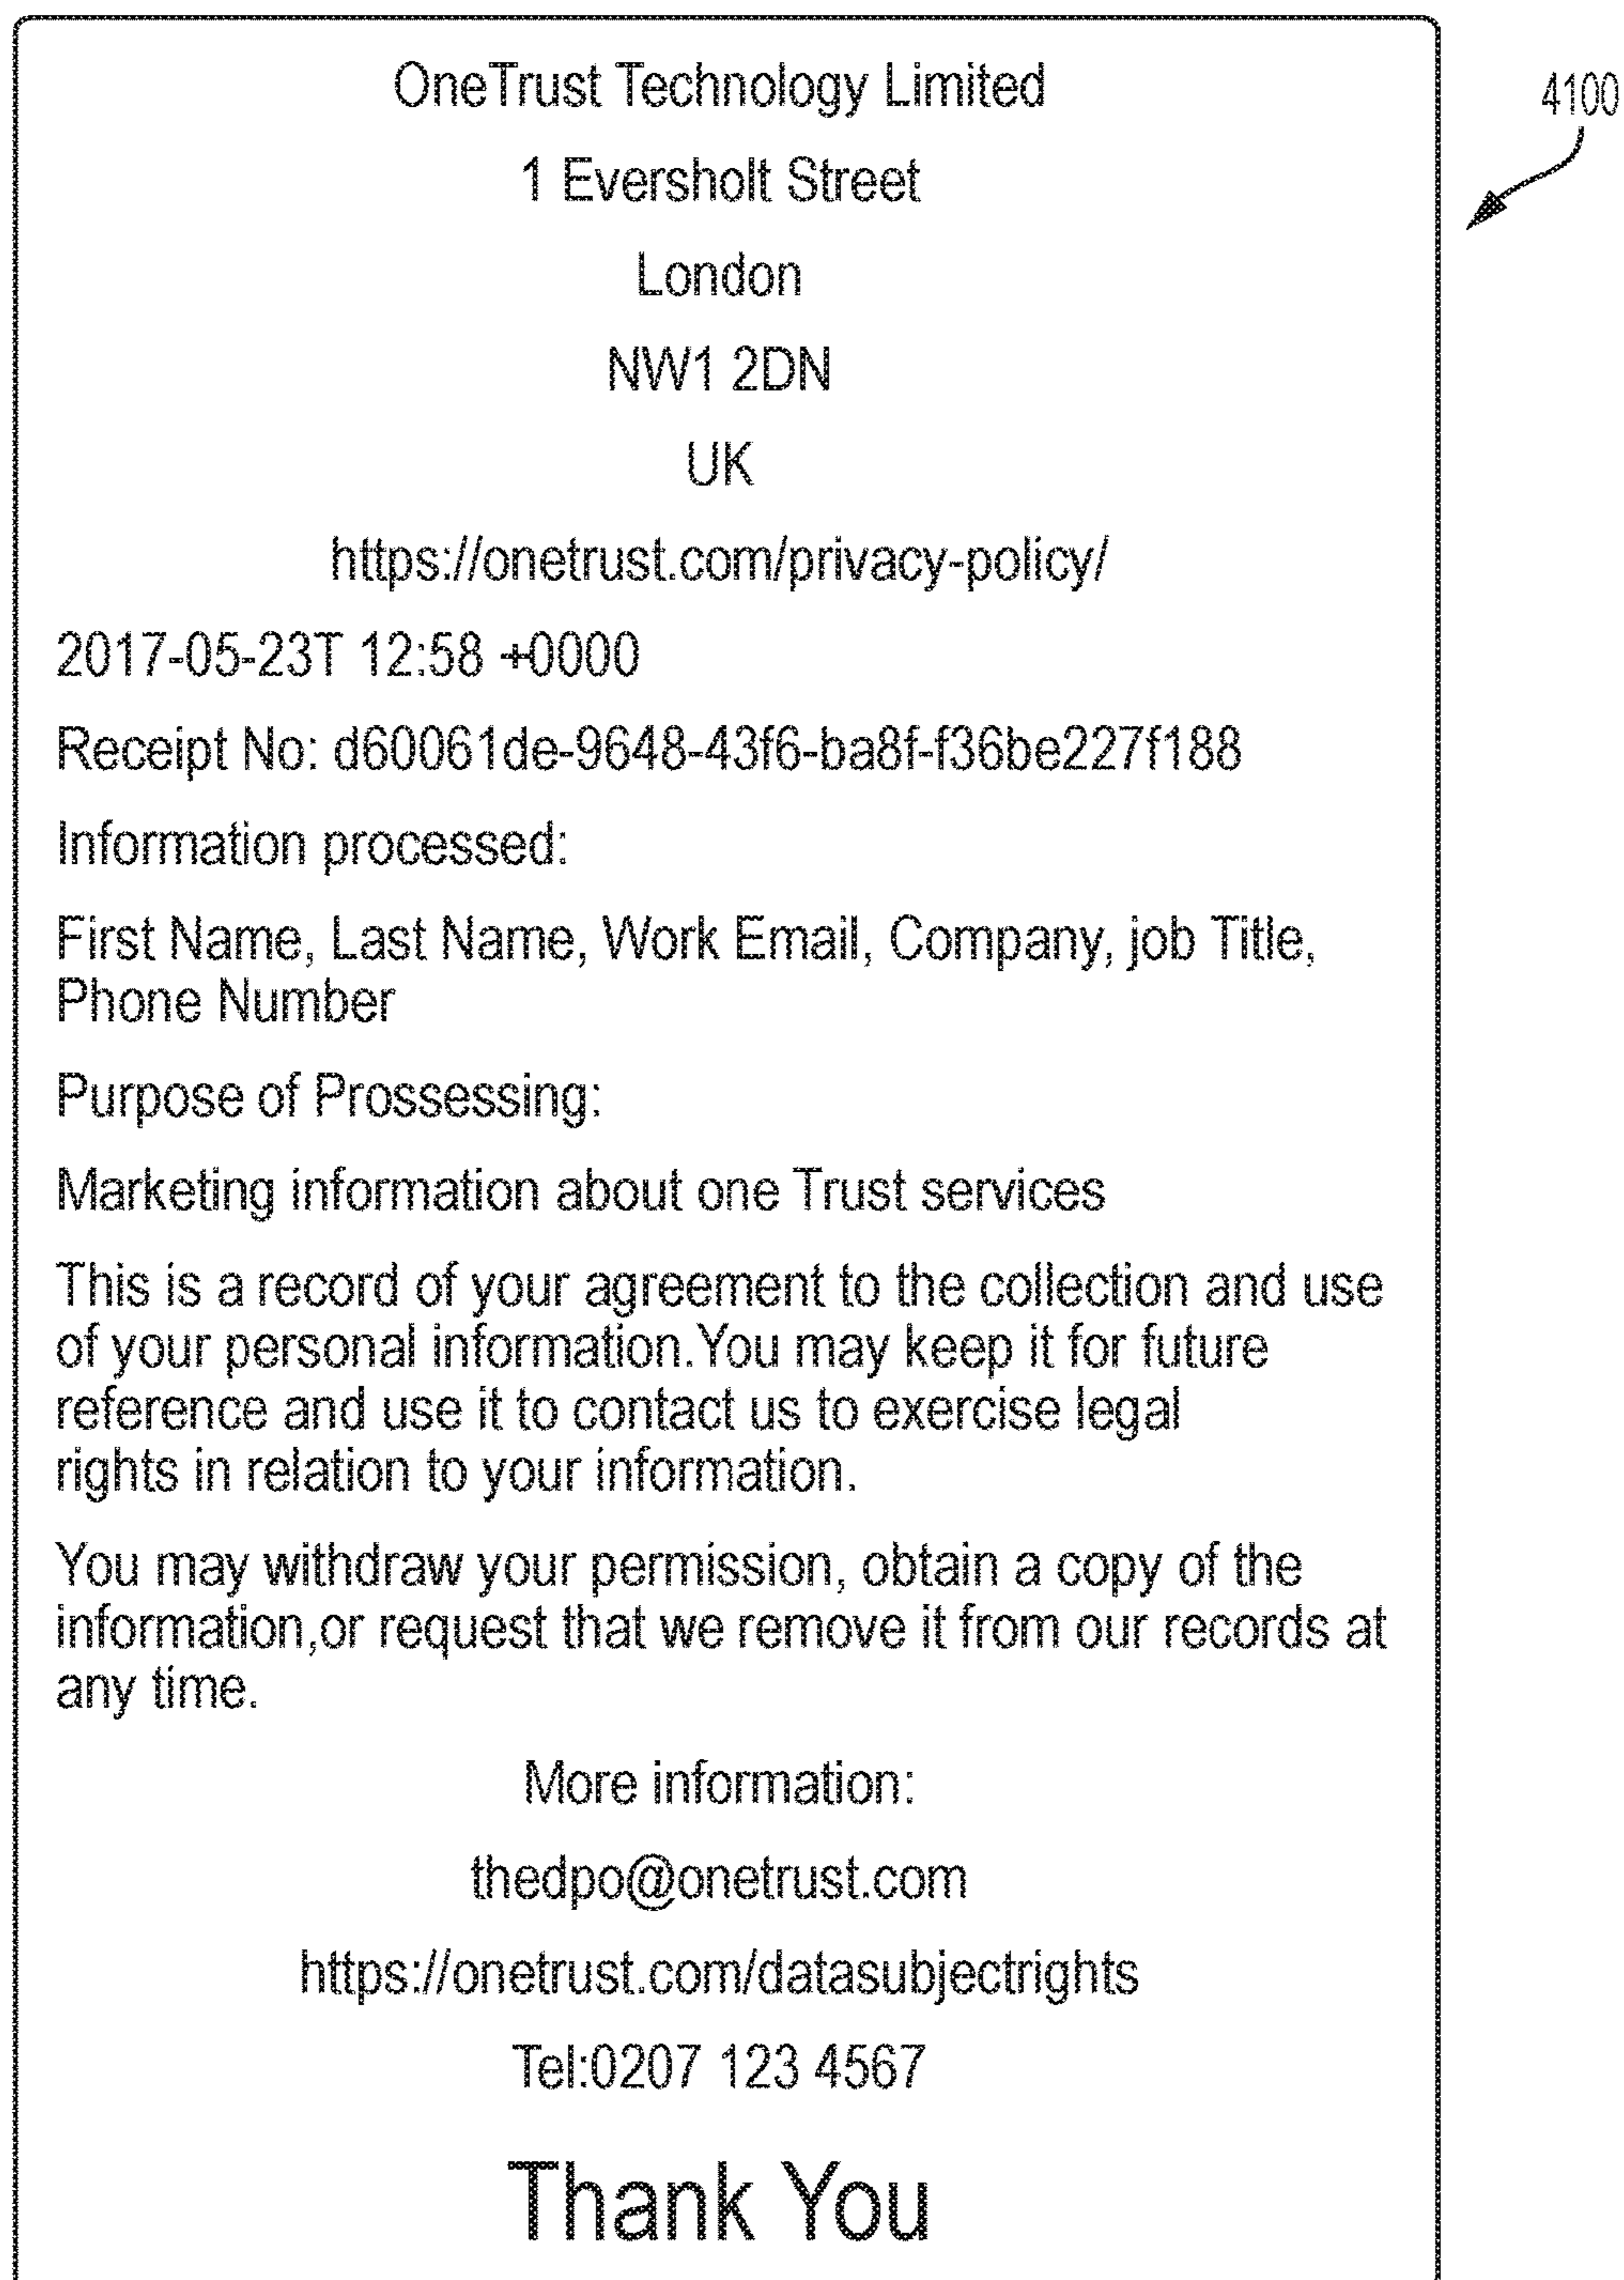 OneTrust Technology Limited
4100
1 Eversholt Street
London
NW1 2DN
UK
https://onetrust.com/privacy-policy/
2017-05-23T 12:58 +0000
Receipt No: d60061de-9648-43f6-ba8f-f36be227f188
Information processed:
First Name, Last Name, Work Email, Company, job Title,
Phone Number
Purpose of Prossessing:
Marketing information about one Trust services
This is a record of your agreement to the collection and use
of your personal information.You may keep it for future
reference and use it to contact us to exercise legal
rights in relation to your information.
You may withdraw your permission, obtain a copy of the
information,or request that we remove it from our records at
any time.
More information:
thedpo@onetrust.com
https://onetrust.com/datasubjectrights
Tel:0207 123 4567
Thank You